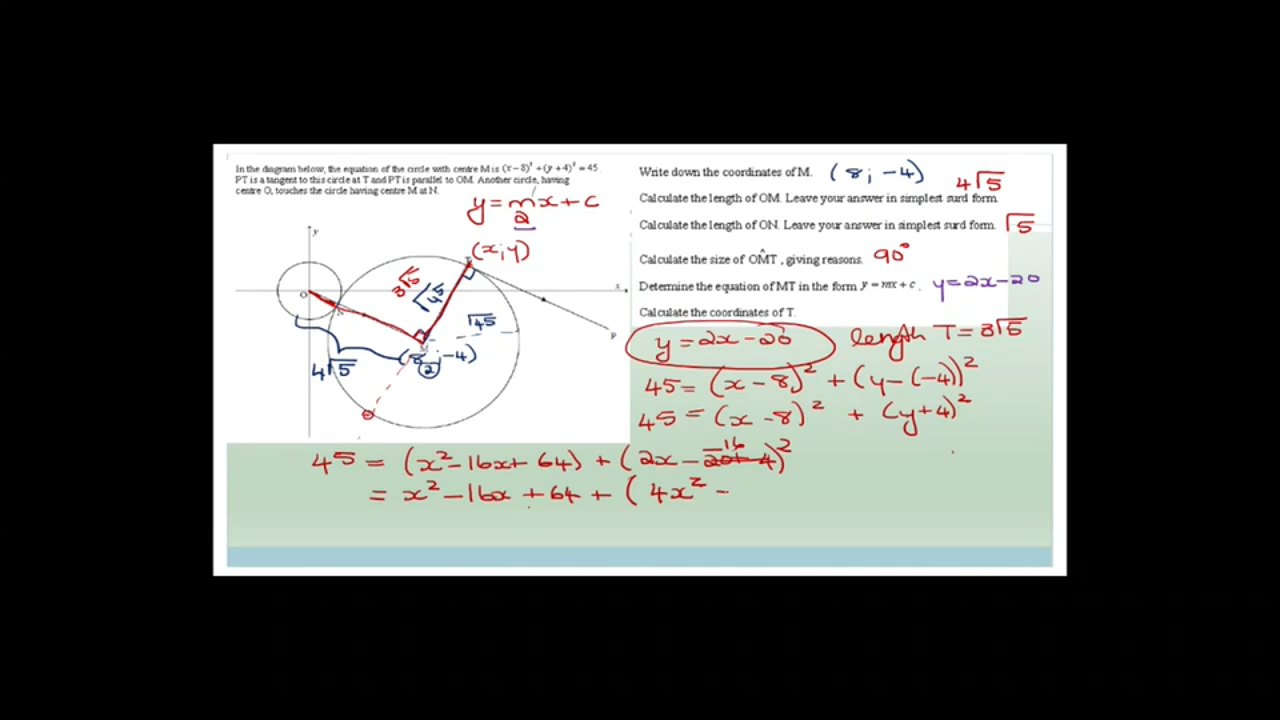 In the diagram below, the equation of the circle with centre M is (x−8)² + (y+4)² = 45
PT is a tangent to this circle at T and PT is parallel to OM. Another circle, having
centre O, touches the circle having centre M at N.
y = mx + c
2
(x;y)
y
T
3√5
√45
x
O
N
√45
M
P
(8;-4)
(2)
4√5
Write down the coordinates of M. (8; -4)
4√5
Calculate the length of OM. Leave your answer in simplest surd form.
Calculate the length of ON. Leave your answer in simplest surd form. √5
Calculate the size of OM̂T, giving reasons. 90°
Determine the equation of MT in the form y = mx + c. y=2x-20
Calculate the coordinates of T.
y = 2x - 20 length T = 3√5
45 = (x - 8)² + (y - (-4))²
45 = (x - 8)² + (y+4)²
-16
45 = (x² - 16x + 64) + (2x - 20+4)²
= x² - 16x + 64 + (4x² -